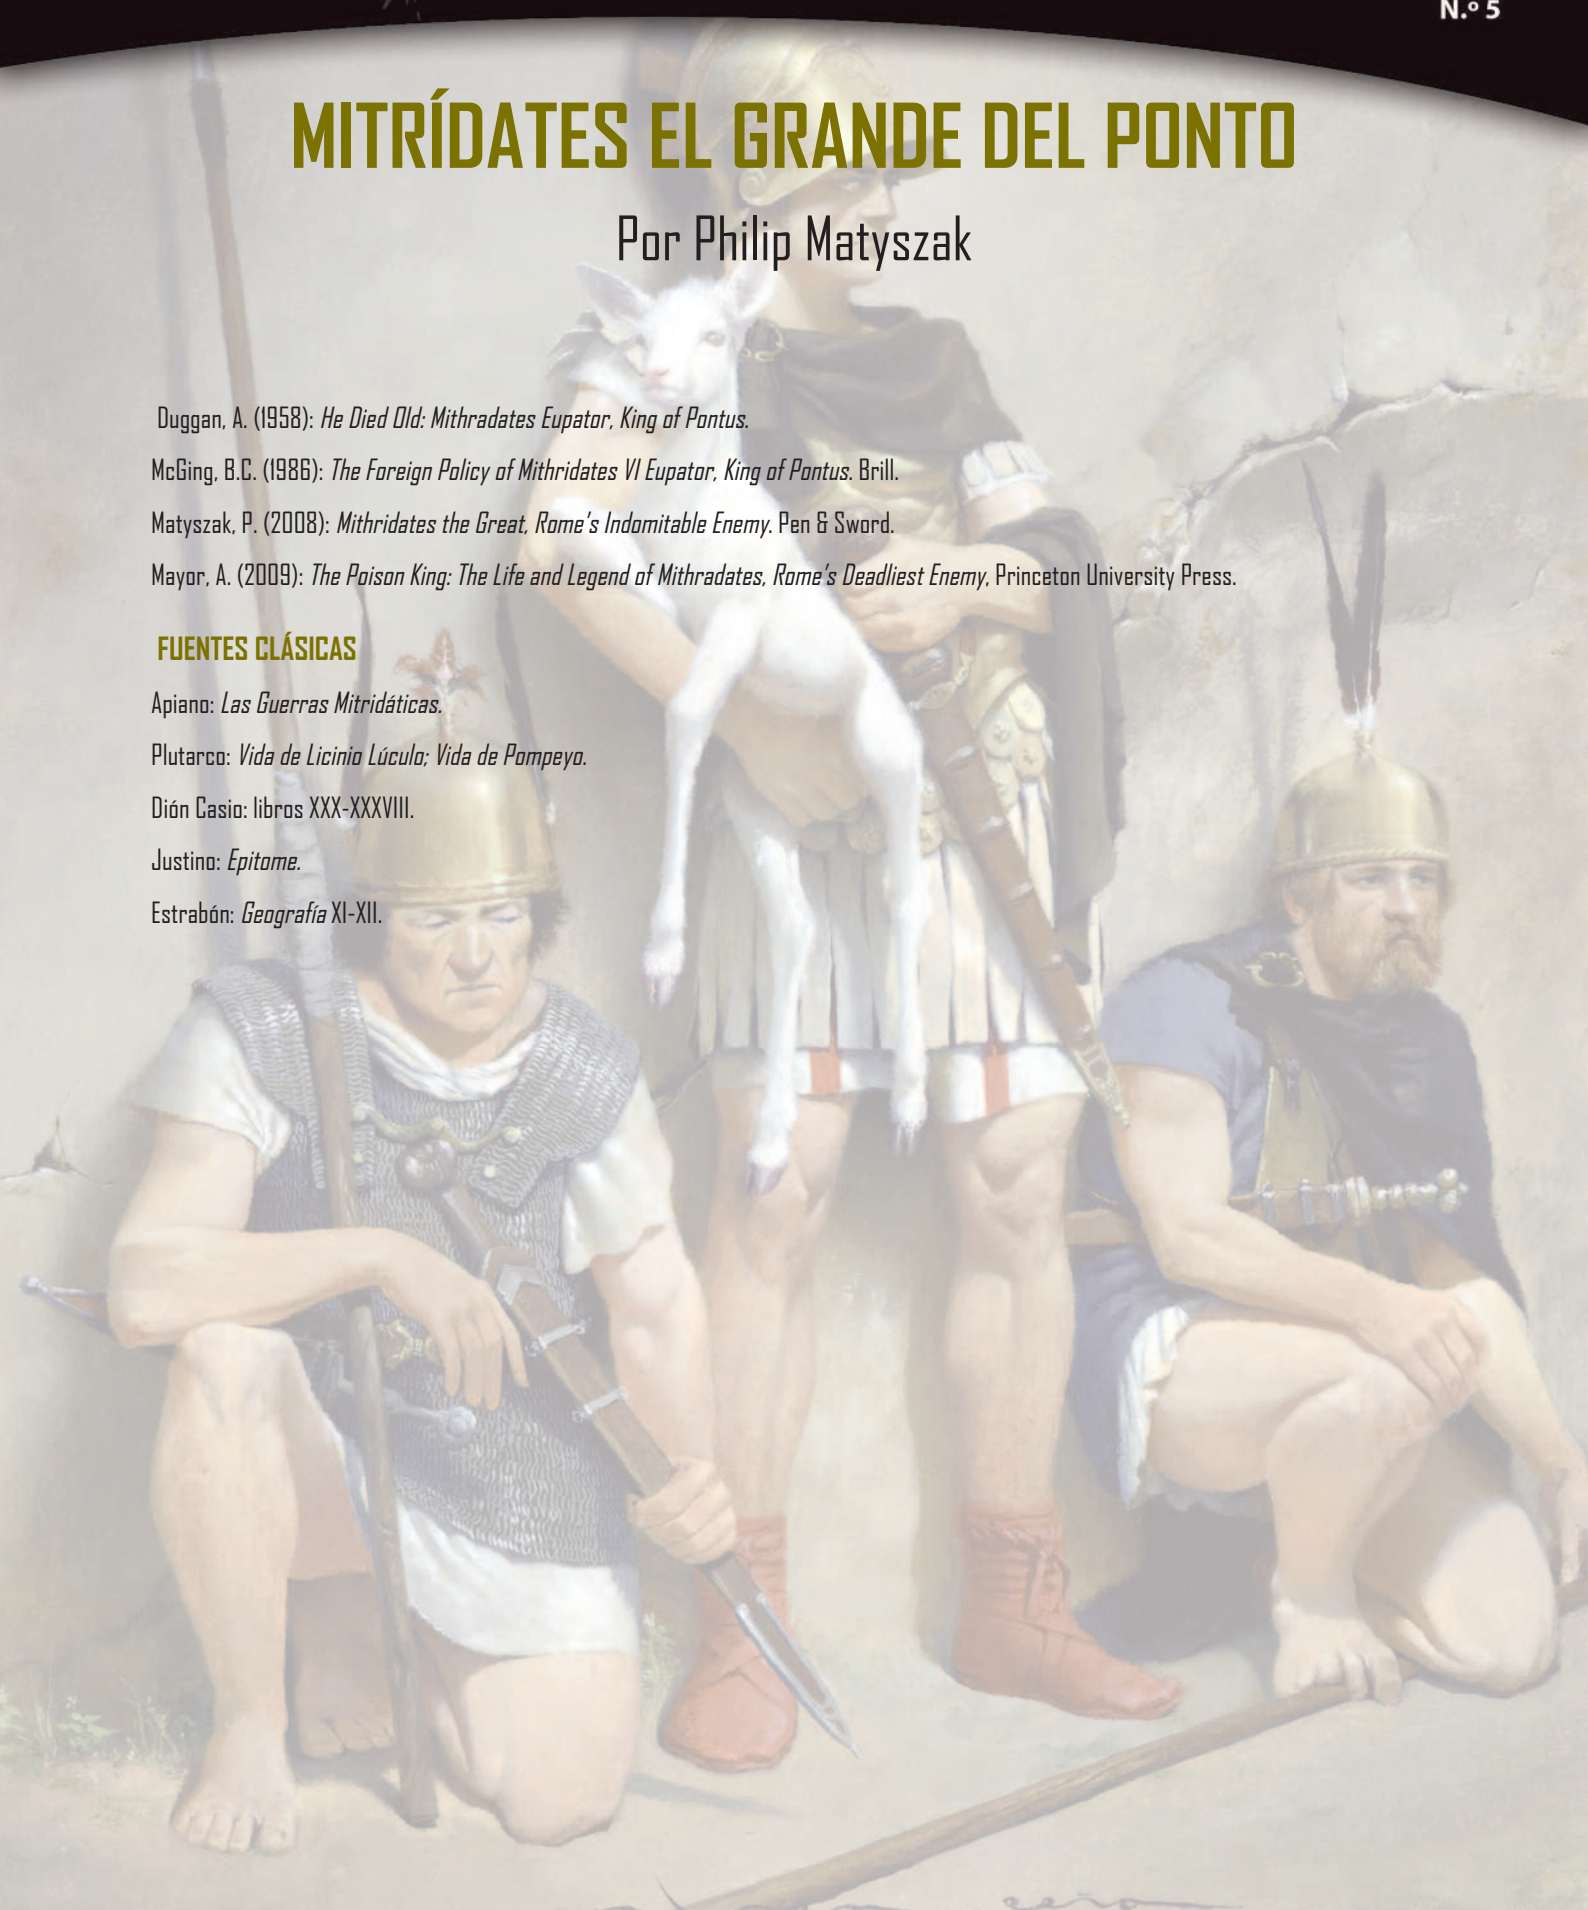 N.º 5
MITRÍDATES EL GRANDE DEL PONTO
Por Philip Matyszak
Duggan, A. (1958): He Died Old: Mithradates Eupator, King of Pontus.
McGing, B.C. (1986): The Foreign Policy of Mithridates VI Eupator, King of Pontus. Brill.
Matyszak, P. (2008): Mithridates the Great, Rome's Indomitable Enemy. Pen & Sword.
Mayor, A. (2009): The Poison King: The Life and Legend of Mithradates, Rome's Deadliest Enemy, Princeton University Press.
FUENTES CLÁSICAS
Apiano: Las Guerras Mitridáticas.
Plutarco: Vida de Licinio Lúculo; Vida de Pompeyo.
Dión Casio: libros XXX-XXXVIII.
Justino: Epitome.
Estrabón: Geografía XI-XII.